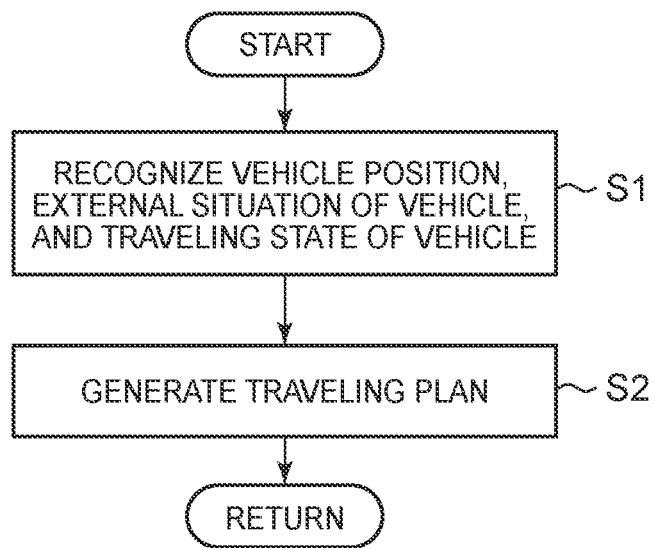 START
RECOGNIZE VEHICLE POSITION,
EXTERNAL SITUATION OF VEHICLE,
AND TRAVELING STATE OF VEHICLE
S1
GENERATE TRAVELING PLAN
S2
RETURN